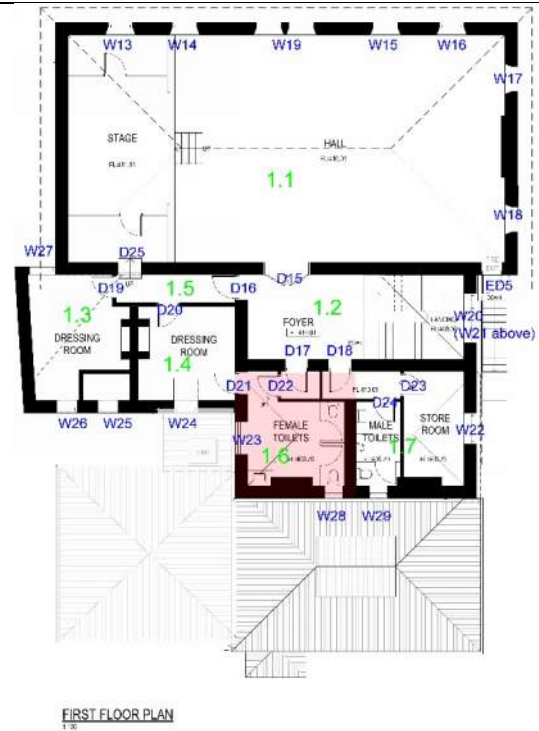 W13 W14 W19 W15 W16
W17
STAGE
HALL
UP
1.1
W18
W27
D25
D19
UP
1.5
D16
D15
ED5
1.3
D20
1.2
W20
(W21 above)
DRESSING
ROOM
DRESSING
ROOM
FOYER
1.4
D17 D18
D21 D22 D23
D24
W26 W25 W24
W23
FEMALE
TOILETS
MALE
TOILETS
STORE
ROOM
W22
1.6
1.7
W28 W29
FIRST FLOOR PLAN